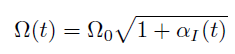 Ω(t) = Ω₀√(1 + α_I(t))